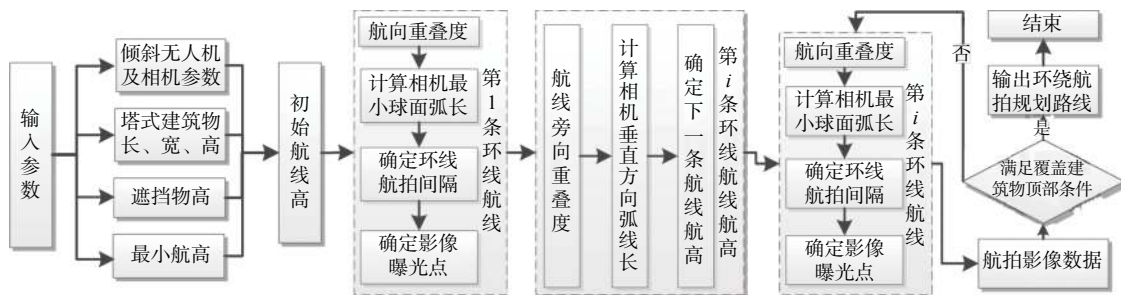 输入参数
倾斜无人机
及相机参数
塔式建筑物
长、宽、高
遮挡物高
最小航高
初始航线高
航向重叠度
计算相机最
小球面弧长
确定环线
航拍间隔
确定影像
曝光点
第1条环线航线
航线旁向重叠度
计算相机垂直方向弧线长
确定下一条航线航高
第i条环线航线航高
航向重叠度
计算相机最
小球面弧长
确定环线
航拍间隔
确定影像
曝光点
第i条环线航线
航拍影像数据
满足覆盖建
筑物顶部条件
否
是
输出环绕航
拍规划路线
结束